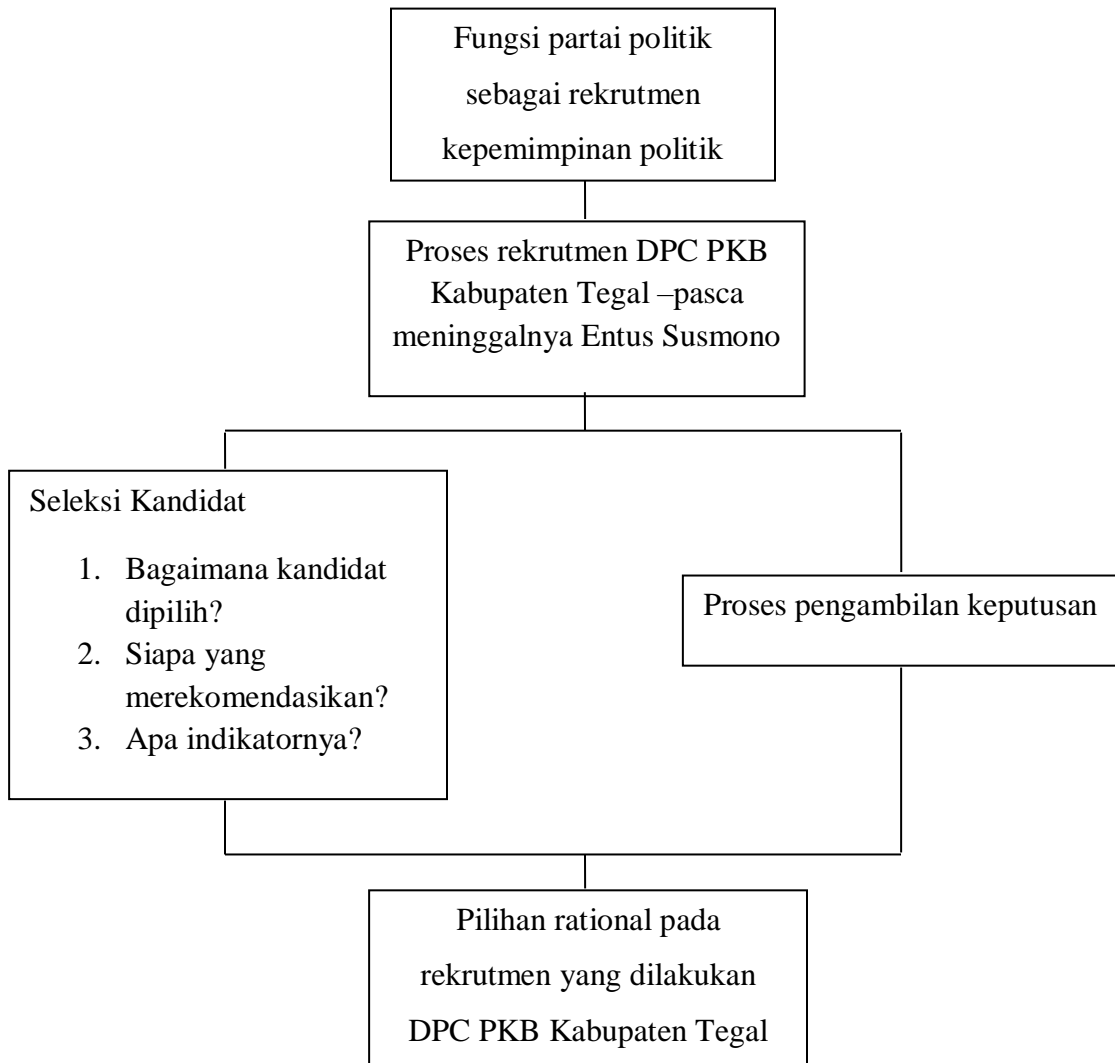 Fungsi partai politik
sebagai rekrutmen
kepemimpinan politik
Proses rekrutmen DPC PKB
Kabupaten Tegal –pasca
meninggalnya Entus Susmono
Seleksi Kandidat
1. Bagaimana kandidat
dipilih?
2. Siapa yang
merekomendasikan?
3. Apa indikatornya?
Proses pengambilan keputusan
Pilihan rational pada
rekrutmen yang dilakukan
DPC PKB Kabupaten Tegal